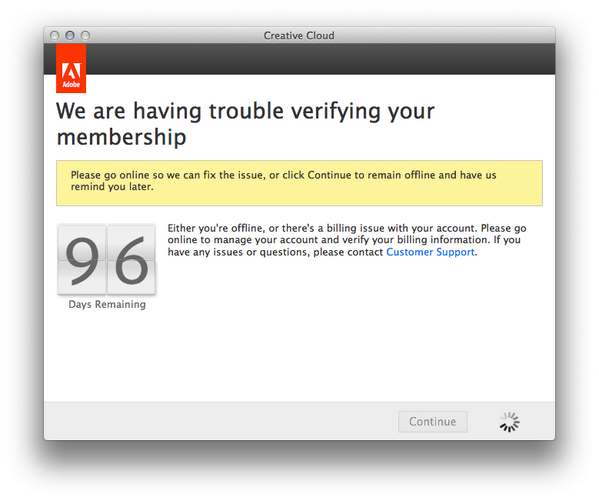 Creative Cloud
Adobe
We are having trouble verifying your
membership
Please go online so we can fix the issue, or click Continue to remain offline and have us
remind you later.
96
Days Remaining
Either you're offline, or there's a billing issue with your account. Please go
online to manage your account and verify your billing information. If you
have any issues or questions, please contact Customer Support.
Continue